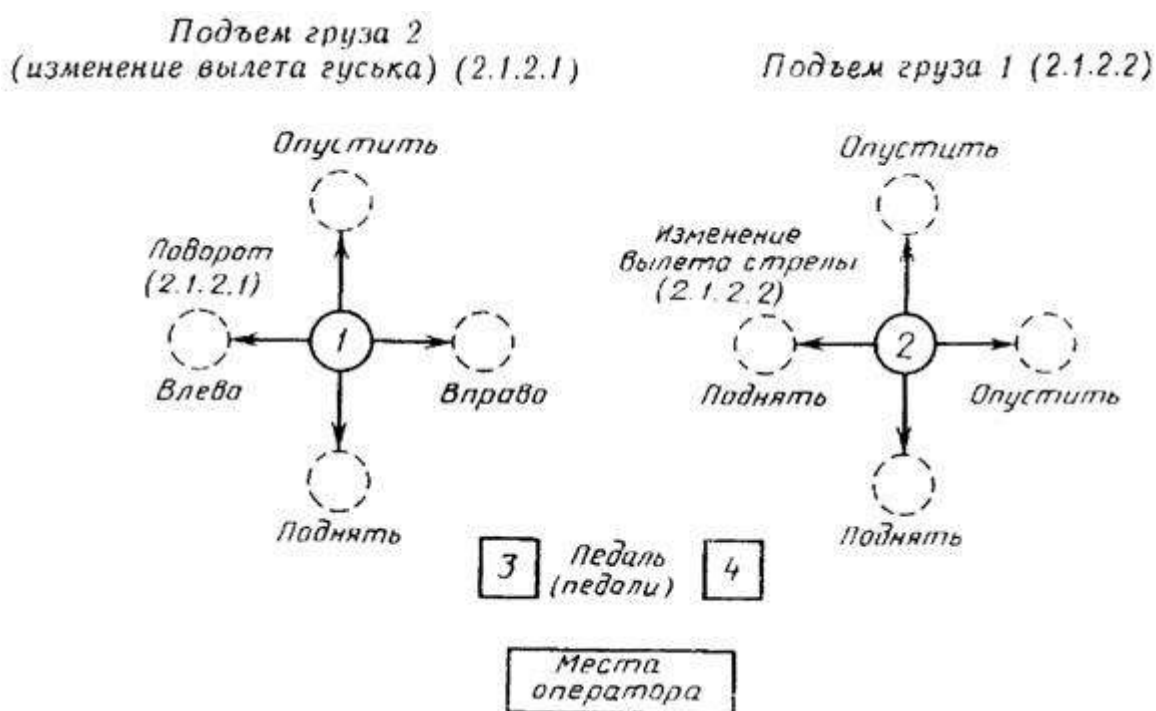 Подъем груза 2
(изменение вылета гуська) (2.1.2.1)
Подъем груза 1 (2.1.2.2)
Опустить
Поворот
(2.1.2.1)
1
Влево
Вправо
Поднять
Опустить
Изменение
вылета стрелы
(2.1.2.2)
2
Поднять
Опустить
Поднять
3
Педаль
(педали)
4
Место
оператора